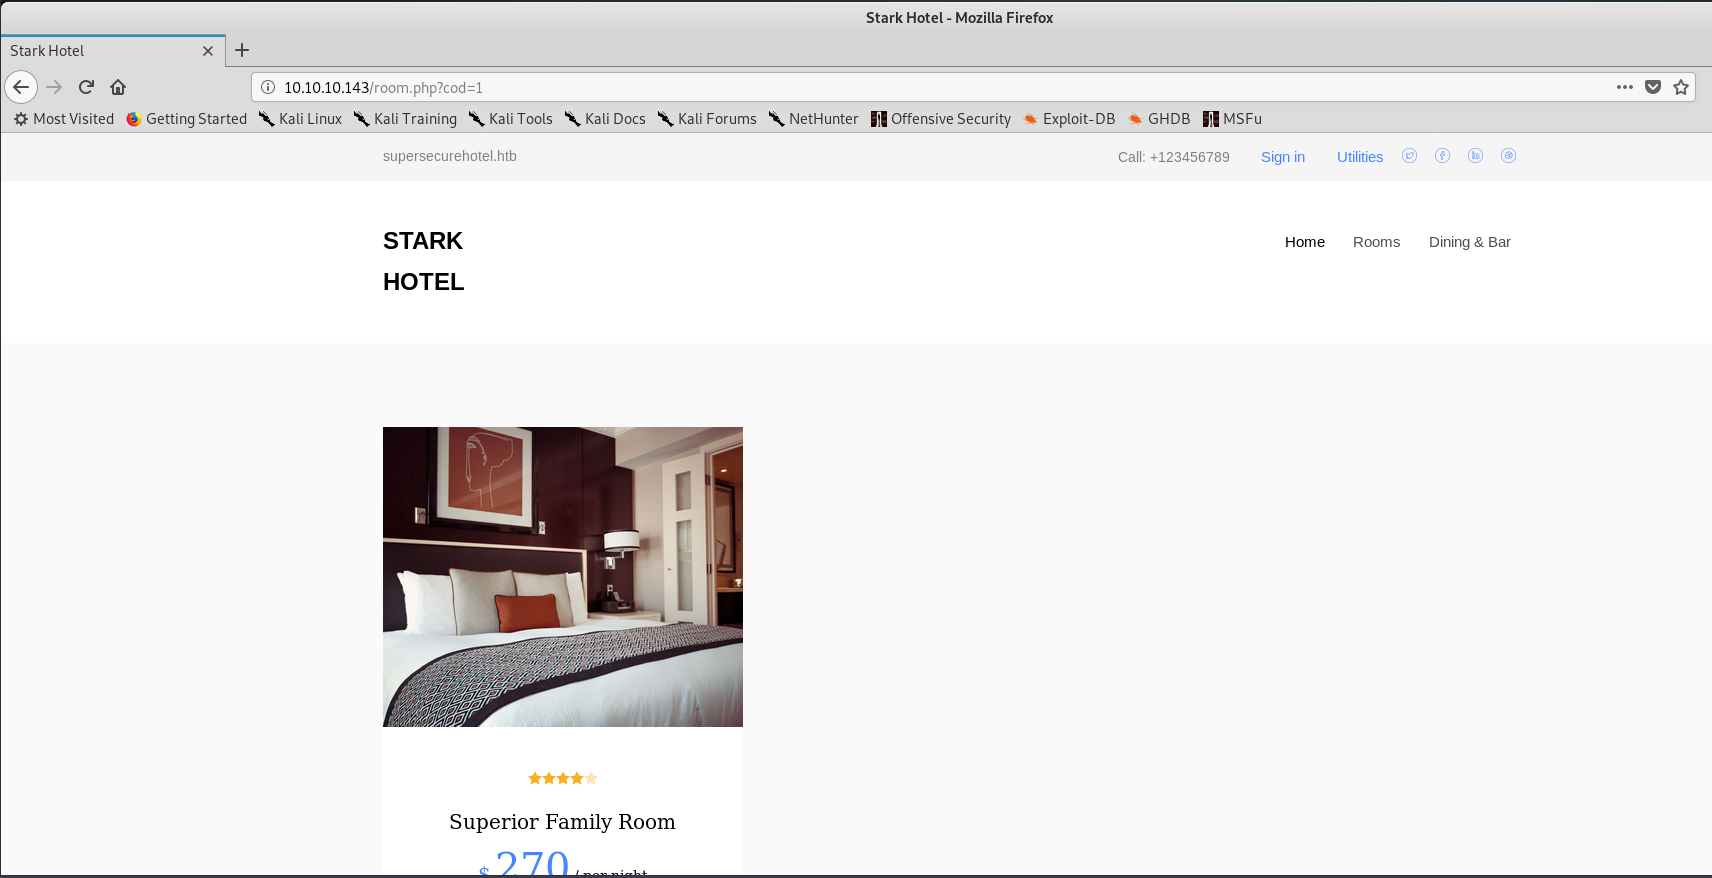 Stark Hotel - Mozilla Firefox
Stark Hotel
10.10.10.143/room.php?cod=1
Most Visited Getting Started Kali Linux Kali Training Kali Tools Kali Docs Kali Forums NetHunter Offensive Security Exploit-DB GHDB MSFu
supersecurehotel.htb Call: +123456789 Sign in Utilities
STARK
HOTEL
Home Rooms Dining & Bar
Superior Family Room
$ 270 / per night